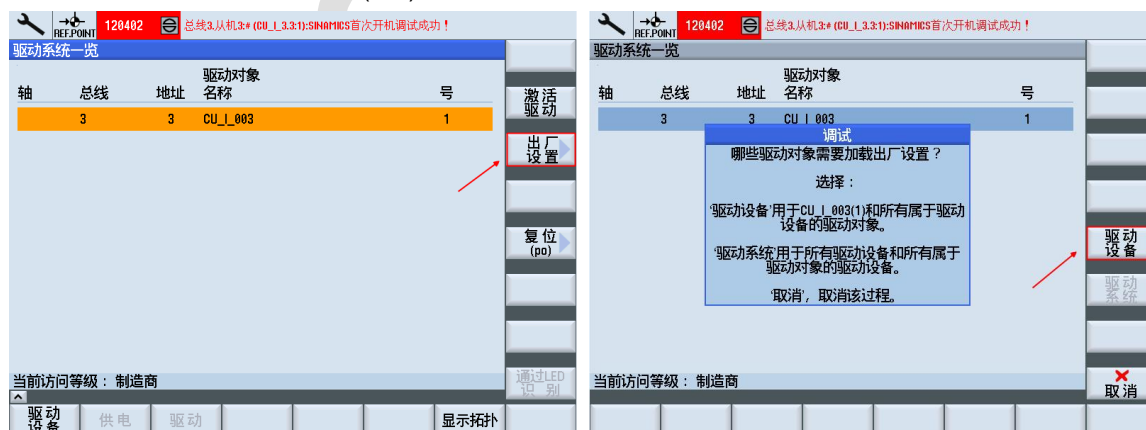 REF.POINT 120402 总线3.从机3:# (CU_I_3.3:1):SINAMICS首次开机调试成功！
驱动系统一览
驱动对象
轴 总线 地址 名称 号
3 3 CU_I_003 1
激活
驱动
出厂
设置
复位
(po)
当前访问等级：制造商
通过LED
识别
驱动
设备
供电
驱动
显示拓扑
REF.POINT 120402 总线3.从机3:# (CU_I_3.3:1):SINAMICS首次开机调试成功！
驱动系统一览
驱动对象
轴 总线 地址 名称 号
3 3 CU_I_003 1
调试
哪些驱动对象需要加载出厂设置？
选择：
'驱动设备'用于CU_I_003(1)和所有属于驱动
设备的驱动对象。
'驱动系统'用于所有驱动设备和所有属于
驱动对象的驱动设备。
'取消'，取消该过程。
驱动
设备
驱动
系统
当前访问等级：制造商
取消